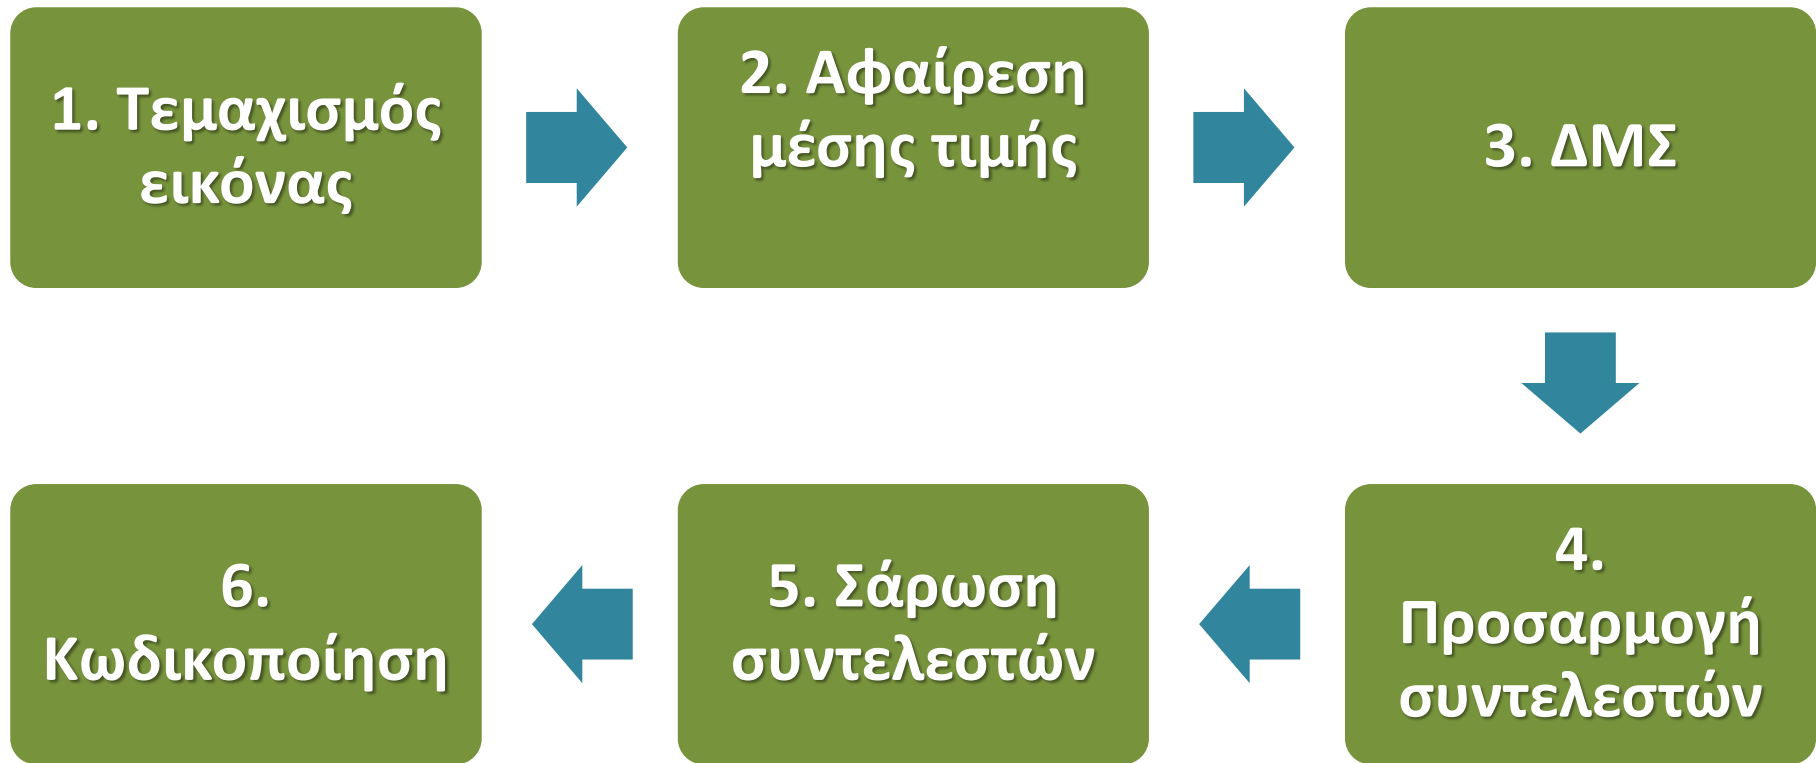 1. Τεμαχισμός
εικόνας
2. Αφαίρεση
μέσης τιμής
3. ΔΜΣ
4.
Προσαρμογή
συντελεστών
5. Σάρωση
συντελεστών
6.
Κωδικοποίηση